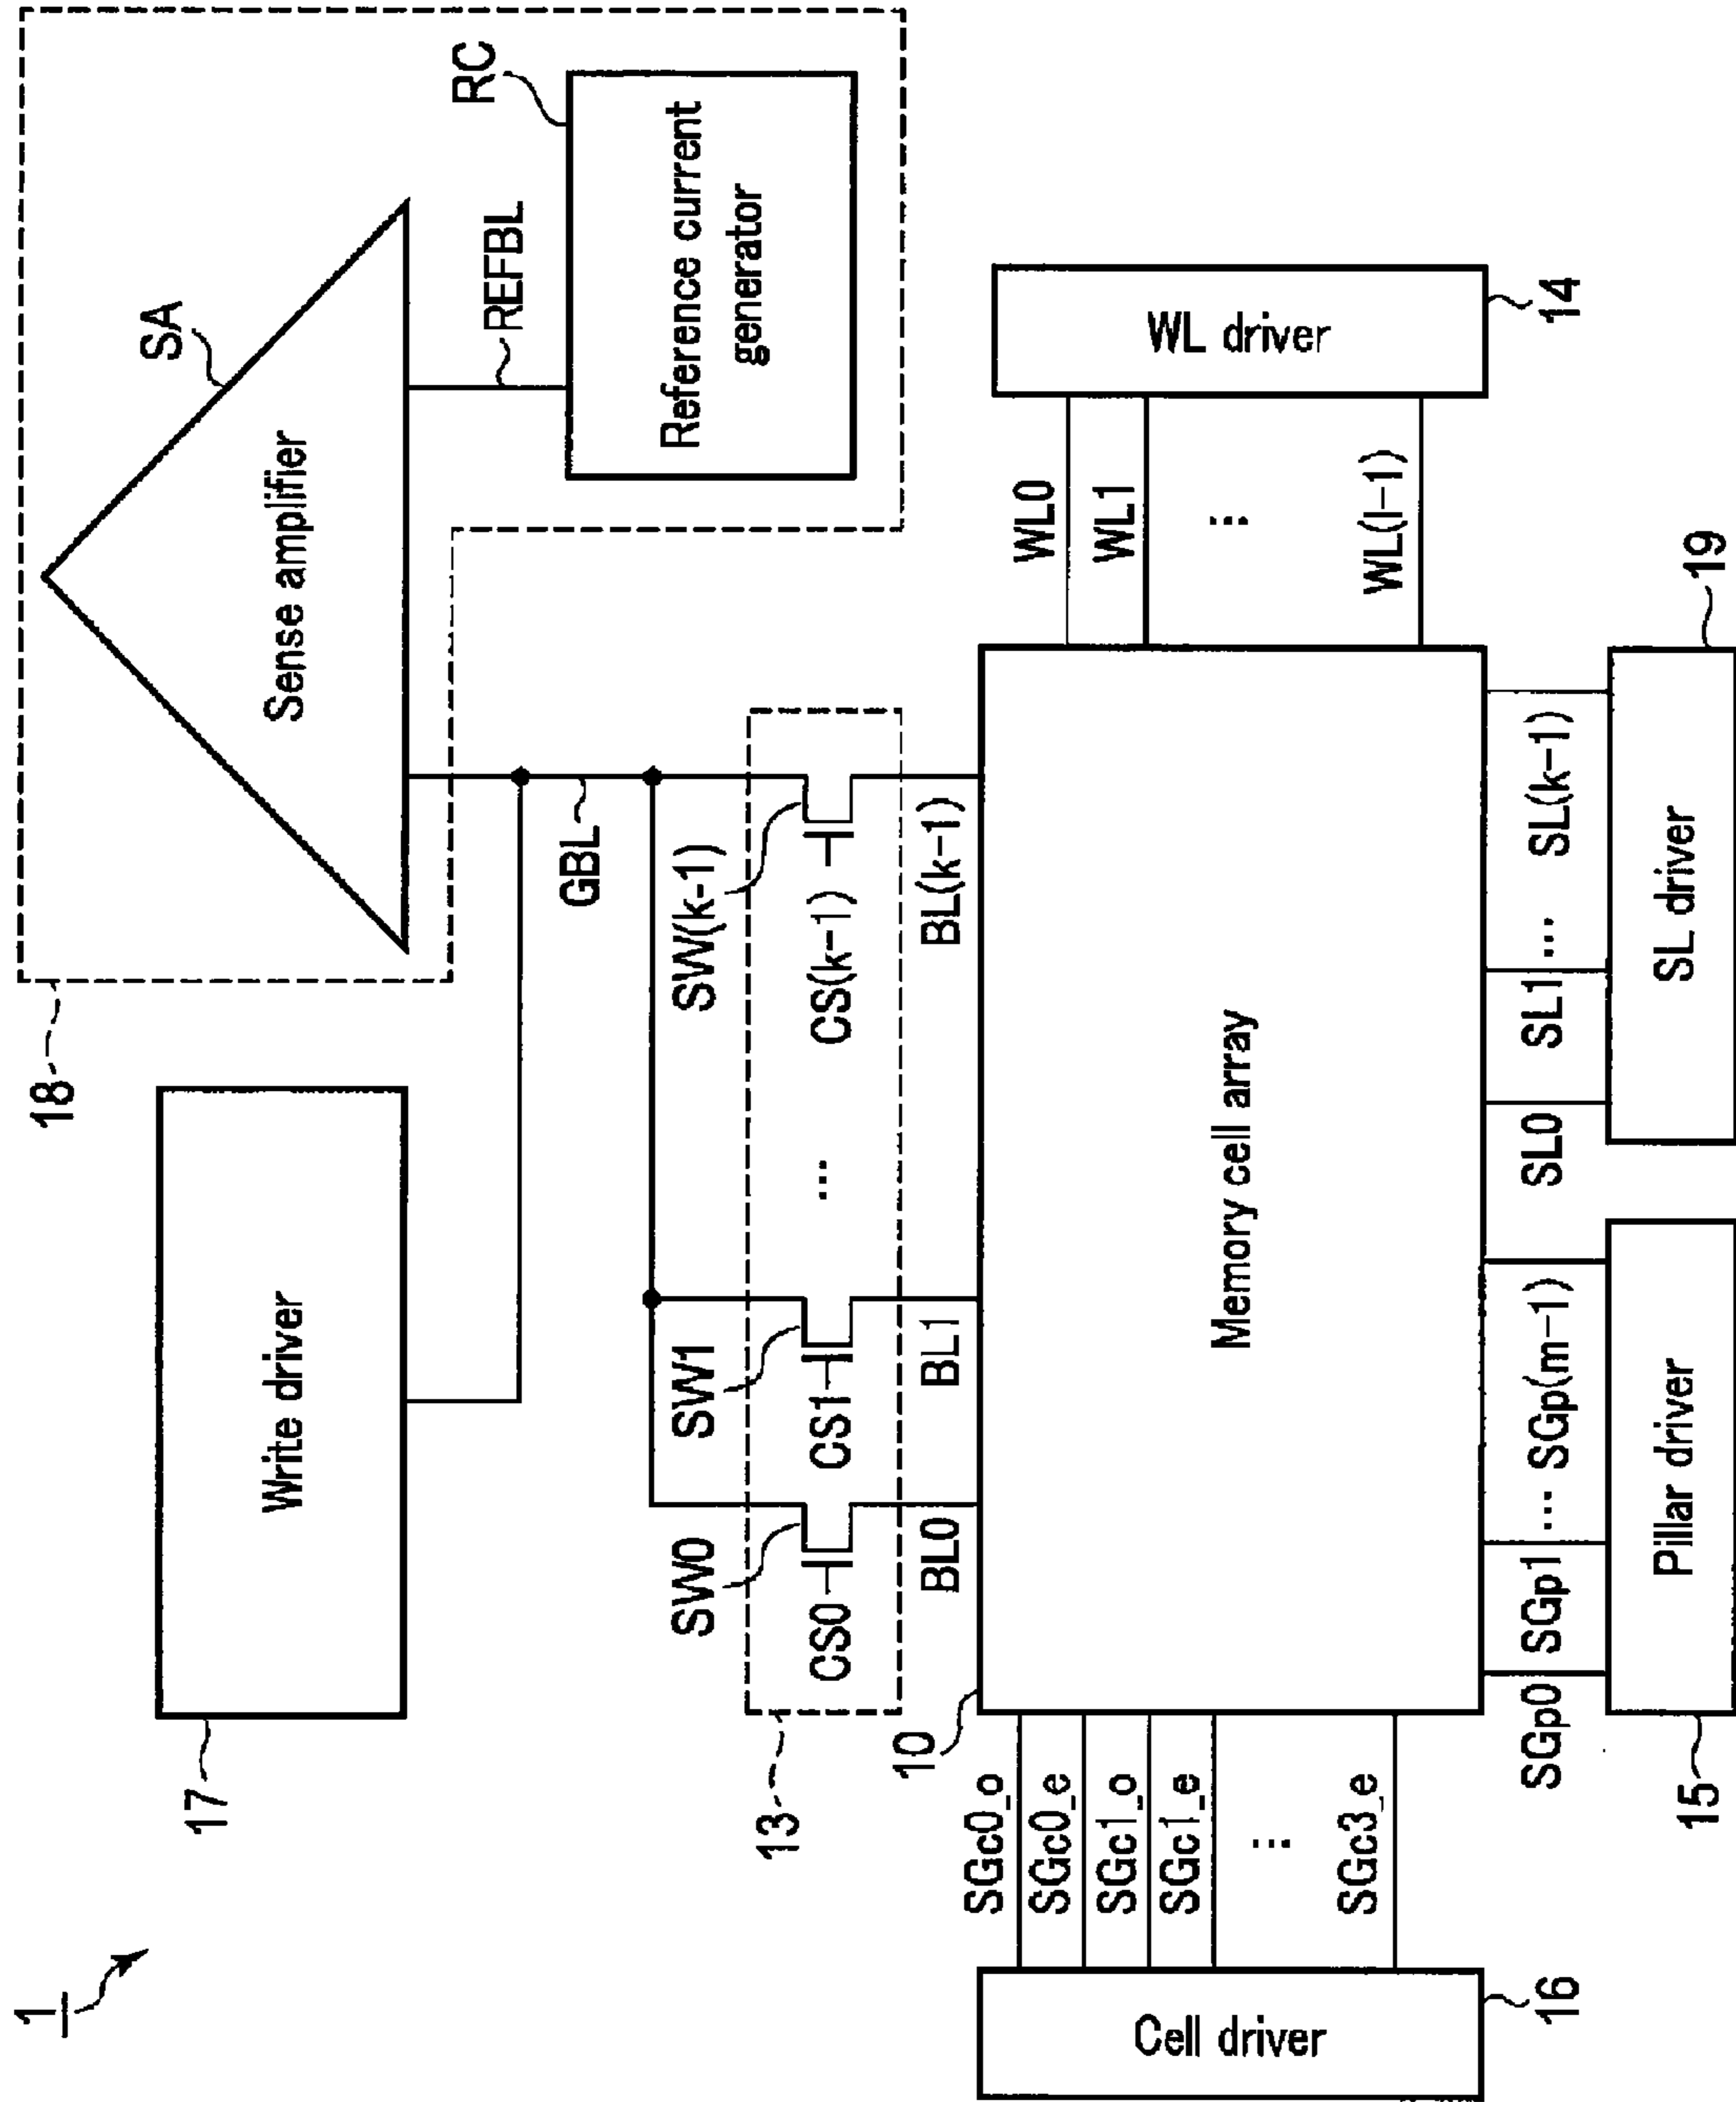 1
18
SA
Sense amplifier
REFBL
RC
Reference current
generator
17
Write driver
GBL
SW0
SW1
SW(k-1)
13
CS0
CS1
...
CS(k-1)
BL0
BL1
BL(k-1)
10
Memory cell array
SGc0_o
SGc0_e
SGc1_o
SGc1_e
...
SGc3_e
Cell driver
16
WL0
WL1
...
WL(l-1)
WL driver
14
SGp0
SGp1
...
SGp(m-1)
Pillar driver
15
SL0
SL1
...
SL(k-1)
SL driver
19